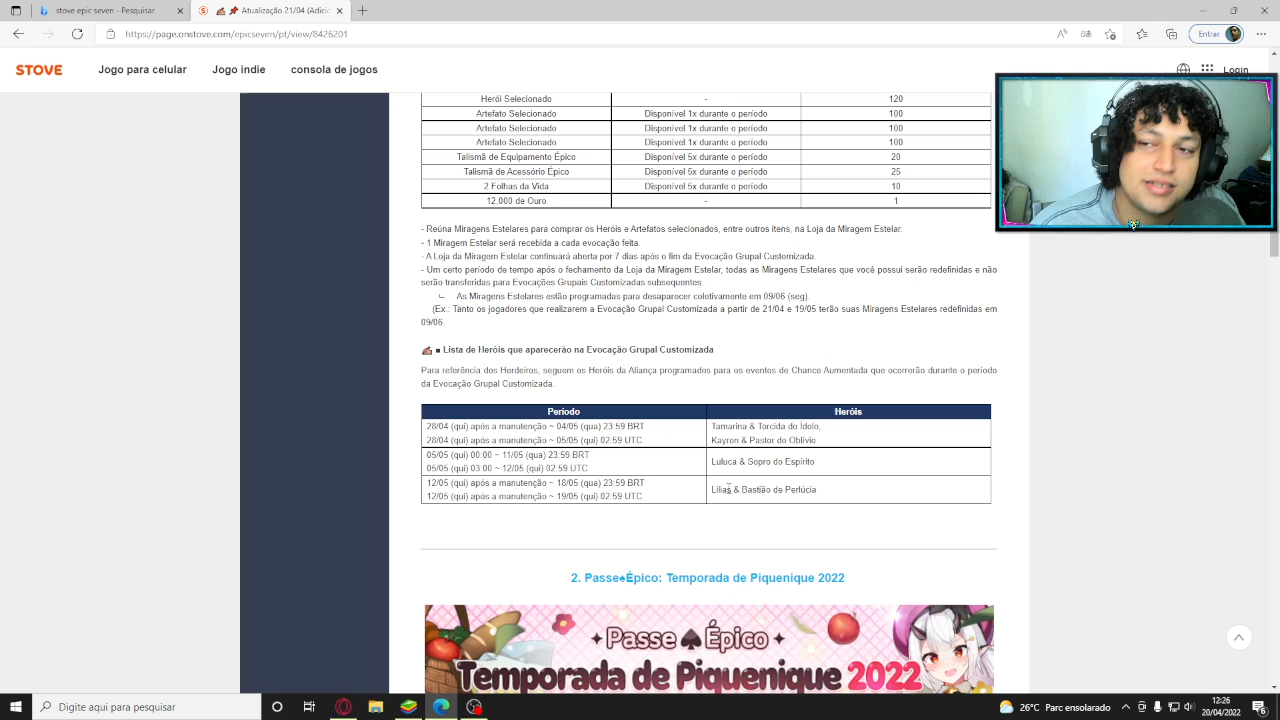 stove epic seven - Pesquisar
Atualização 21/04 (Adicio
https://page.onstove.com/epicseven/pt/view/8426201
Entrar
STOVE
Jogo para celular
Jogo indie
consola de jogos
Login
Herói Selecionado - 120
Artefato Selecionado Disponível 1x durante o período 100
Artefato Selecionado Disponível 1x durante o período 100
Artefato Selecionado Disponível 1x durante o período 100
Talismã de Equipamento Épico Disponível 5x durante o período 20
Talismã de Acessório Épico Disponível 5x durante o período 25
2 Folhas da Vida Disponível 5x durante o período 10
12,000 de Ouro - 1
- Reúna Miragens Estelares para comprar os Heróis e Artefatos selecionados, entre outros itens, na Loja da Miragem Estelar.
- 1 Miragem Estelar será recebida a cada evocação feita.
- A Loja da Miragem Estelar continuará aberta por 7 dias após o fim da Evocação Grupal Customizada.
- Um certo período de tempo após o fechamento da Loja da Miragem Estelar, todas as Miragens Estelares que você possui serão redefinidas e não
serão transferidas para Evocações Grupais Customizadas subsequentes.
ㄴ As Miragens Estelares estão programadas para desaparecer coletivamente em 09/06 (seg).
(Ex.: Tanto os jogadores que realizarem a Evocação Grupal Customizada a partir de 21/04 e 19/05 terão suas Miragens Estelares redefinidas em
09/06.
■ Lista de Heróis que aparecerão na Evocação Grupal Customizada
Para referência dos Herdeiros, seguem os Heróis da Aliança programados para os eventos de Chance Aumentada que ocorrerão durante o período
da Evocação Grupal Customizada.
Período Heróis
28/04 (qui) após a manutenção ~ 04/05 (qua) 23:59 BRT
28/04 (qui) após a manutenção ~ 05/05 (qui) 02:59 UTC
Tamarina & Torcida do Ídolo,
Kayron & Pastor do Oblívio
05/05 (qui) 00:00 ~ 11/05 (qua) 23:59 BRT
05/05 (qui) 03:00 ~ 12/05 (qui) 02:59 UTC
Luluca & Sopro do Espírito
12/05 (qui) após a manutenção ~ 18/05 (qua) 23:59 BRT
12/05 (qui) após a manutenção ~ 19/05 (qui) 02:59 UTC
Lilias & Bastião de Perlúcia
2. Passe♠Épico: Temporada de Piquenique 2022
Passe♠Épico
Temporada de Piquenique 2022
Digite aqui para pesquisar
26°C Parc ensolarado
12:26
20/04/2022
6